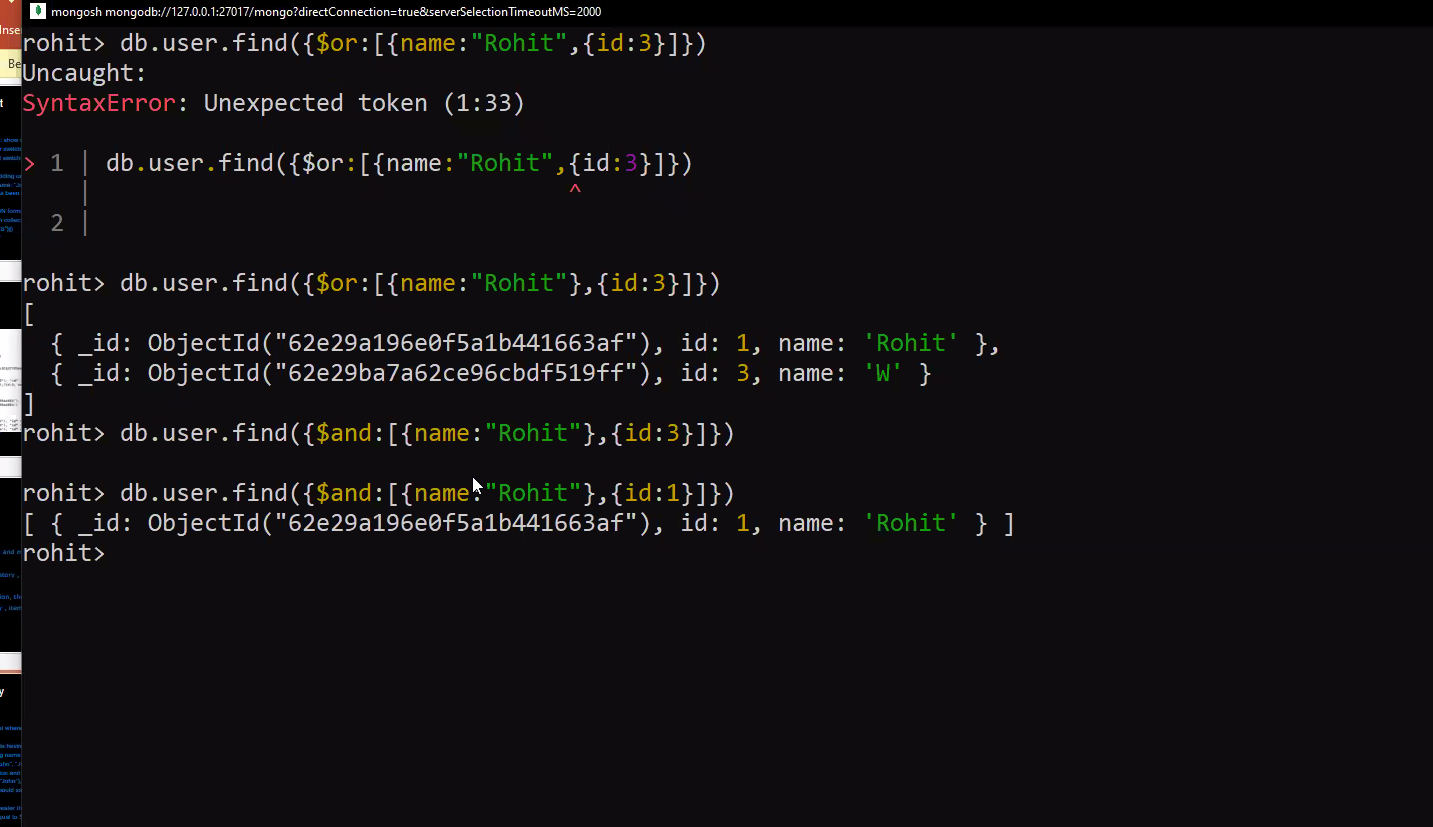 mongosh mongodb://127.0.0.1:27017/mongo?directConnection=true&serverSelectionTimeoutMS=2000
rohit> db.user.find({$or:[{name:"Rohit",{id:3}]})
Uncaught:
SyntaxError: Unexpected token (1:33)
> 1 | db.user.find({$or:[{name:"Rohit",{id:3}]})
|                                  ^
2 |
rohit> db.user.find({$or:[{name:"Rohit"},{id:3}]})
[
{ _id: ObjectId("62e29a196e0f5a1b441663af"), id: 1, name: 'Rohit' },
{ _id: ObjectId("62e29ba7a62ce96cbdf519ff"), id: 3, name: 'W' }
]
rohit> db.user.find({$and:[{name:"Rohit"},{id:3}]})
rohit> db.user.find({$and:[{name:"Rohit"},{id:1}]})
[ { _id: ObjectId("62e29a196e0f5a1b441663af"), id: 1, name: 'Rohit' } ]
rohit>